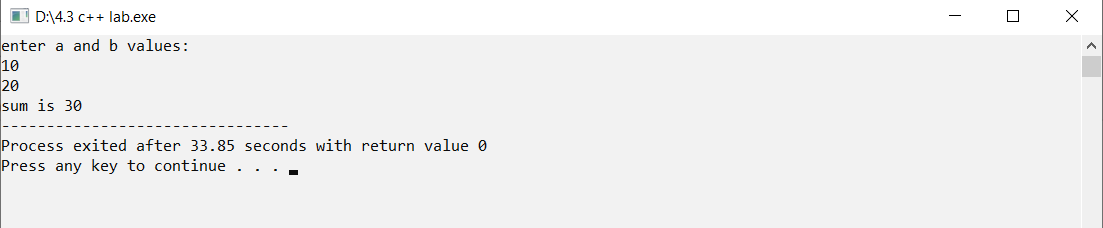 D:\4.3 c++ lab.exe
enter a and b values:
10
20
sum is 30
--------------------------------
Process exited after 33.85 seconds with return value 0
Press any key to continue . . .